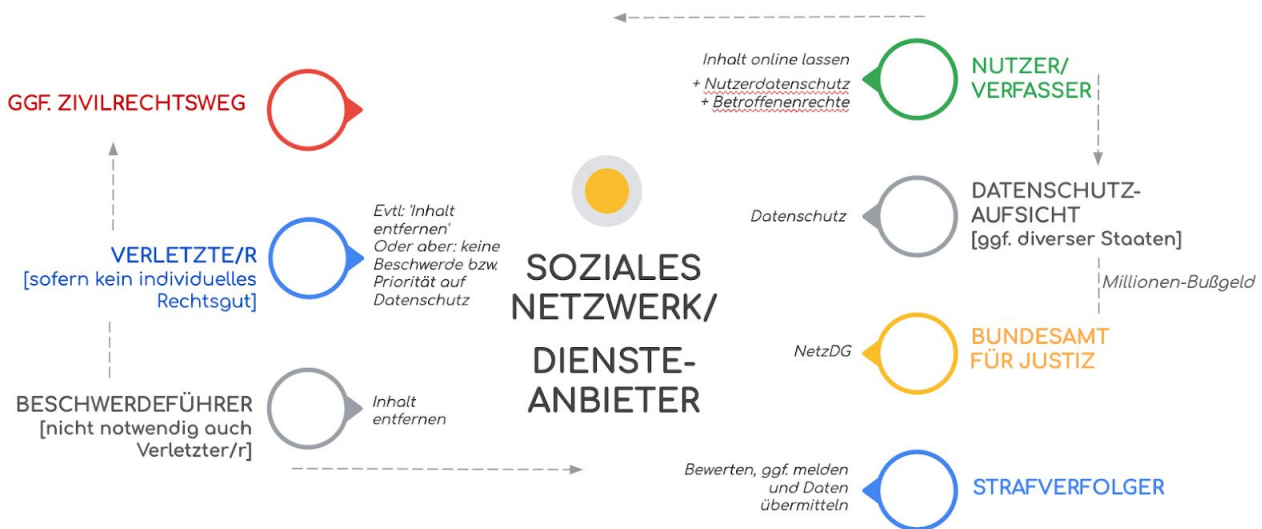 GGF. ZIVILRECHTSWEG
VERLETZTE/R
[sofern kein individuelles
Rechtsgut]
Evtl: 'Inhalt
entfernen'
Oder aber: keine
Beschwerde bzw.
Priorität auf
Datenschutz
BESCHWERDEFÜHRER
[nicht notwendig auch
Verletzter/r]
Inhalt
entfernen
SOZIALES
NETZWERK/
DIENSTE-
ANBIETER
Inhalt online lassen
+ Nutzerdatenschutz
+ Betroffenenrechte
NUTZER/
VERFASSER
Datenschutz
DATENSCHUTZ-
AUFSICHT
[ggf. diverser Staaten]
Millionen-Bußgeld
NetzDG
BUNDESAMT
FÜR JUSTIZ
Bewerten, ggf. melden
und Daten
übermitteln
STRAFVERFOLGER